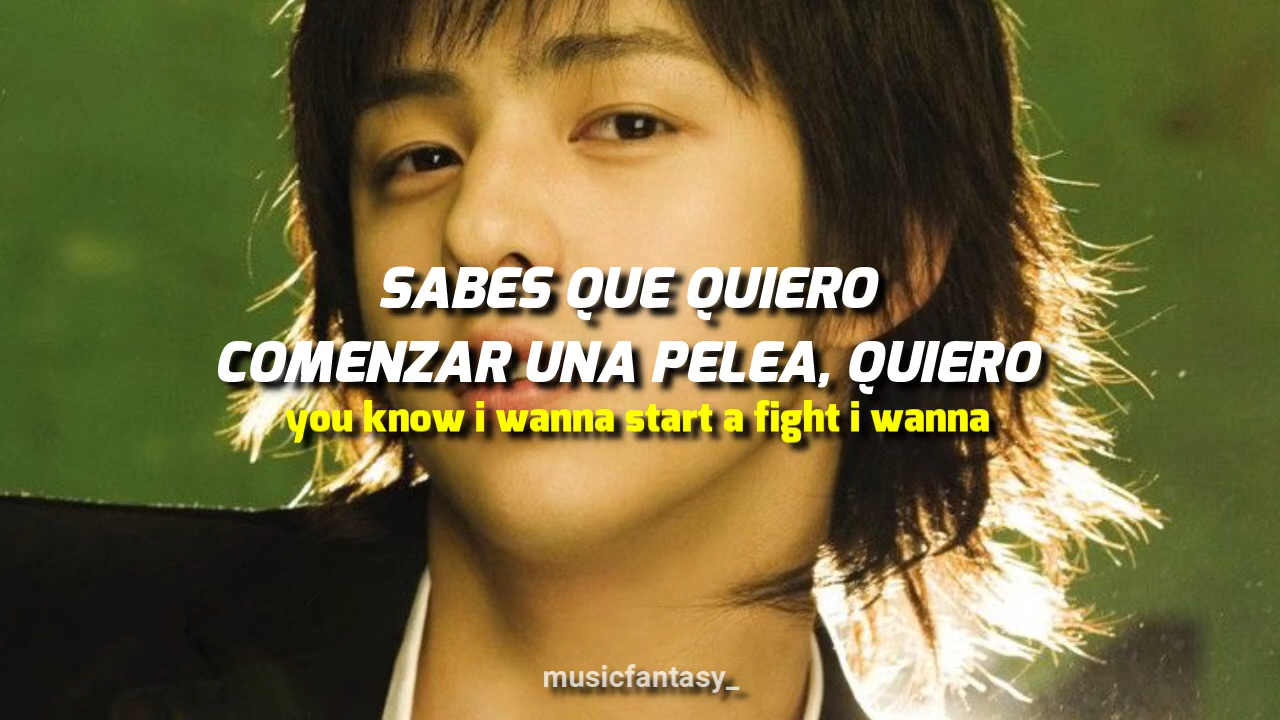 SABES QUE QUIERO
COMENZAR UNA PELEA, QUIERO
you know i wanna start a fight i wanna
musicfantasy_